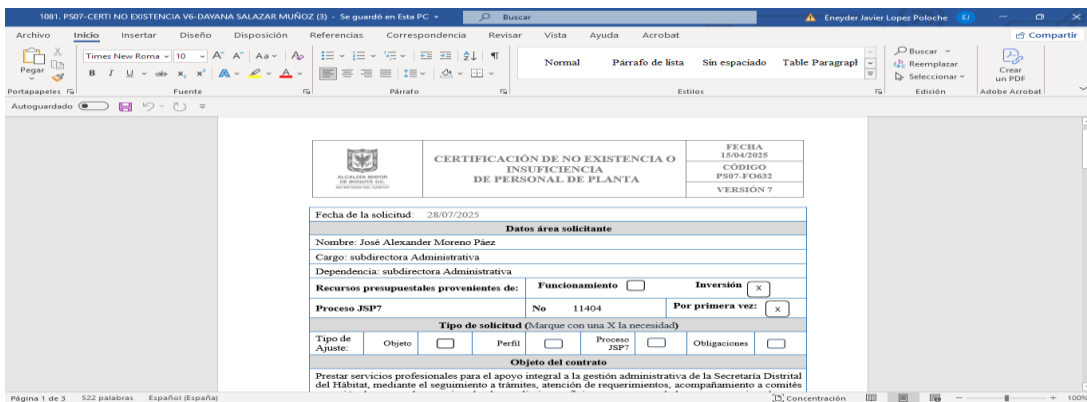 1081. PS07-CERTI NO EXISTENCIA V6-DAYANA SALAZAR MUÑOZ (3) - Se guardó en Esta PC
Buscar
Eneyder Javier Lopez Poloche EJ
Archivo Inicio Insertar Diseño Disposición Referencias Correspondencia Revisar Vista Ayuda Acrobat Compartir
Pegar
Times New Roma 10
Normal Párrafo de lista Sin espaciado Table Paragrapl
Buscar
Reemplazar
Seleccionar
Crear
un PDF
Portapapeles Fuente Párrafo Estilos Edición Adobe Acrobat
Autoguardado
ALCALDÍA MAYOR
DE BOGOTÁ D.C.
CERTIFICACIÓN DE NO EXISTENCIA O
INSUFICIENCIA
DE PERSONAL DE PLANTA
FECHA
15/04/2025
CÓDIGO
PS07-FO632
VERSIÓN 7
Fecha de la solicitud: 28/07/2025
Datos área solicitante
Nombre: José Alexander Moreno Páez
Cargo: subdirectora Administrativa
Dependencia: subdirectora Administrativa
Recursos presupuestales provenientes de: Funcionamiento Inversión x
Proceso JSP7 No 11404 Por primera vez: x
Tipo de solicitud (Marque con una X la necesidad)
Tipo de
Ajuste:
Objeto Perfil Proceso
JSP7
Obligaciones
Objeto del contrato
Prestar servicios profesionales para el apoyo integral a la gestión administrativa de la Secretaría Distrital
del Hábitat, mediante el seguimiento a trámites, atención de requerimientos, acompañamiento a comités
Página 1 de 3 522 palabras Español (España) Concentración 100%